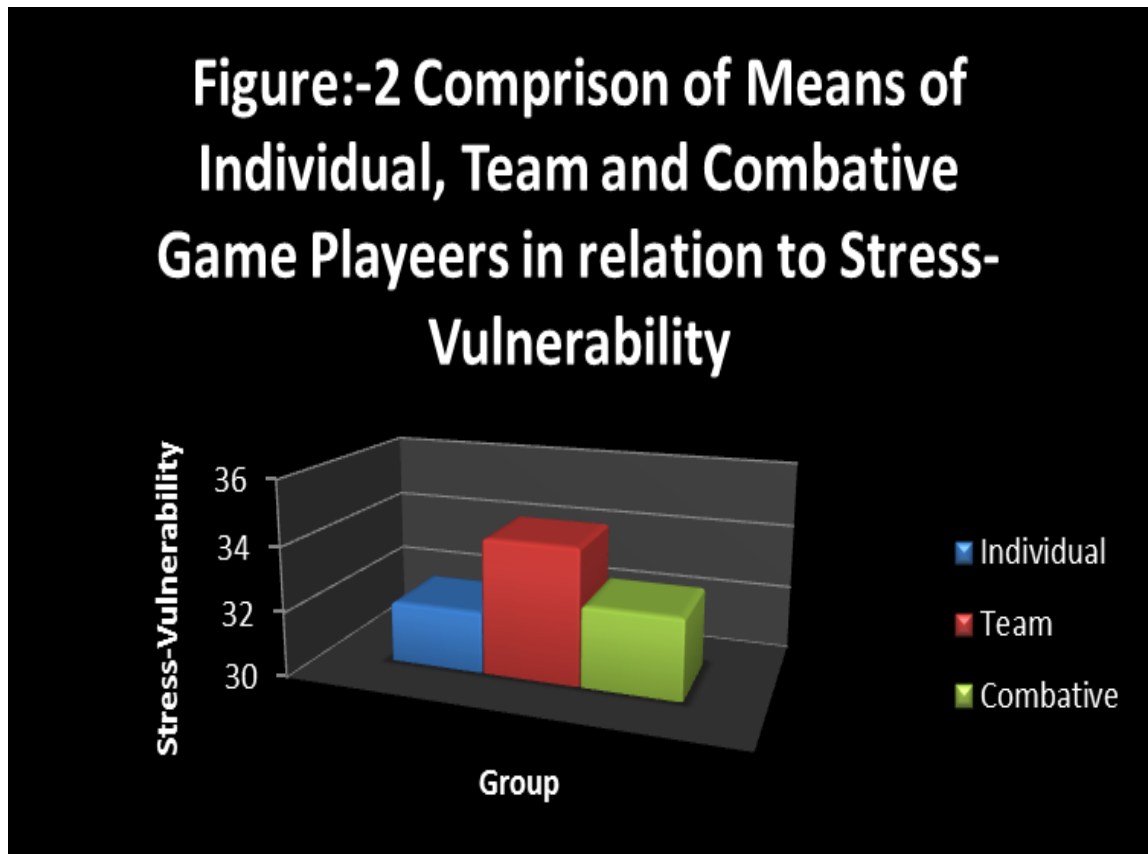 Figure:-2 Comprison of Means of
Individual, Team and Combative
Game Playeers in relation to Stress-
Vulnerability
Stress-Vulnerability
36
34
32
30
Group
Individual
Team
Combative